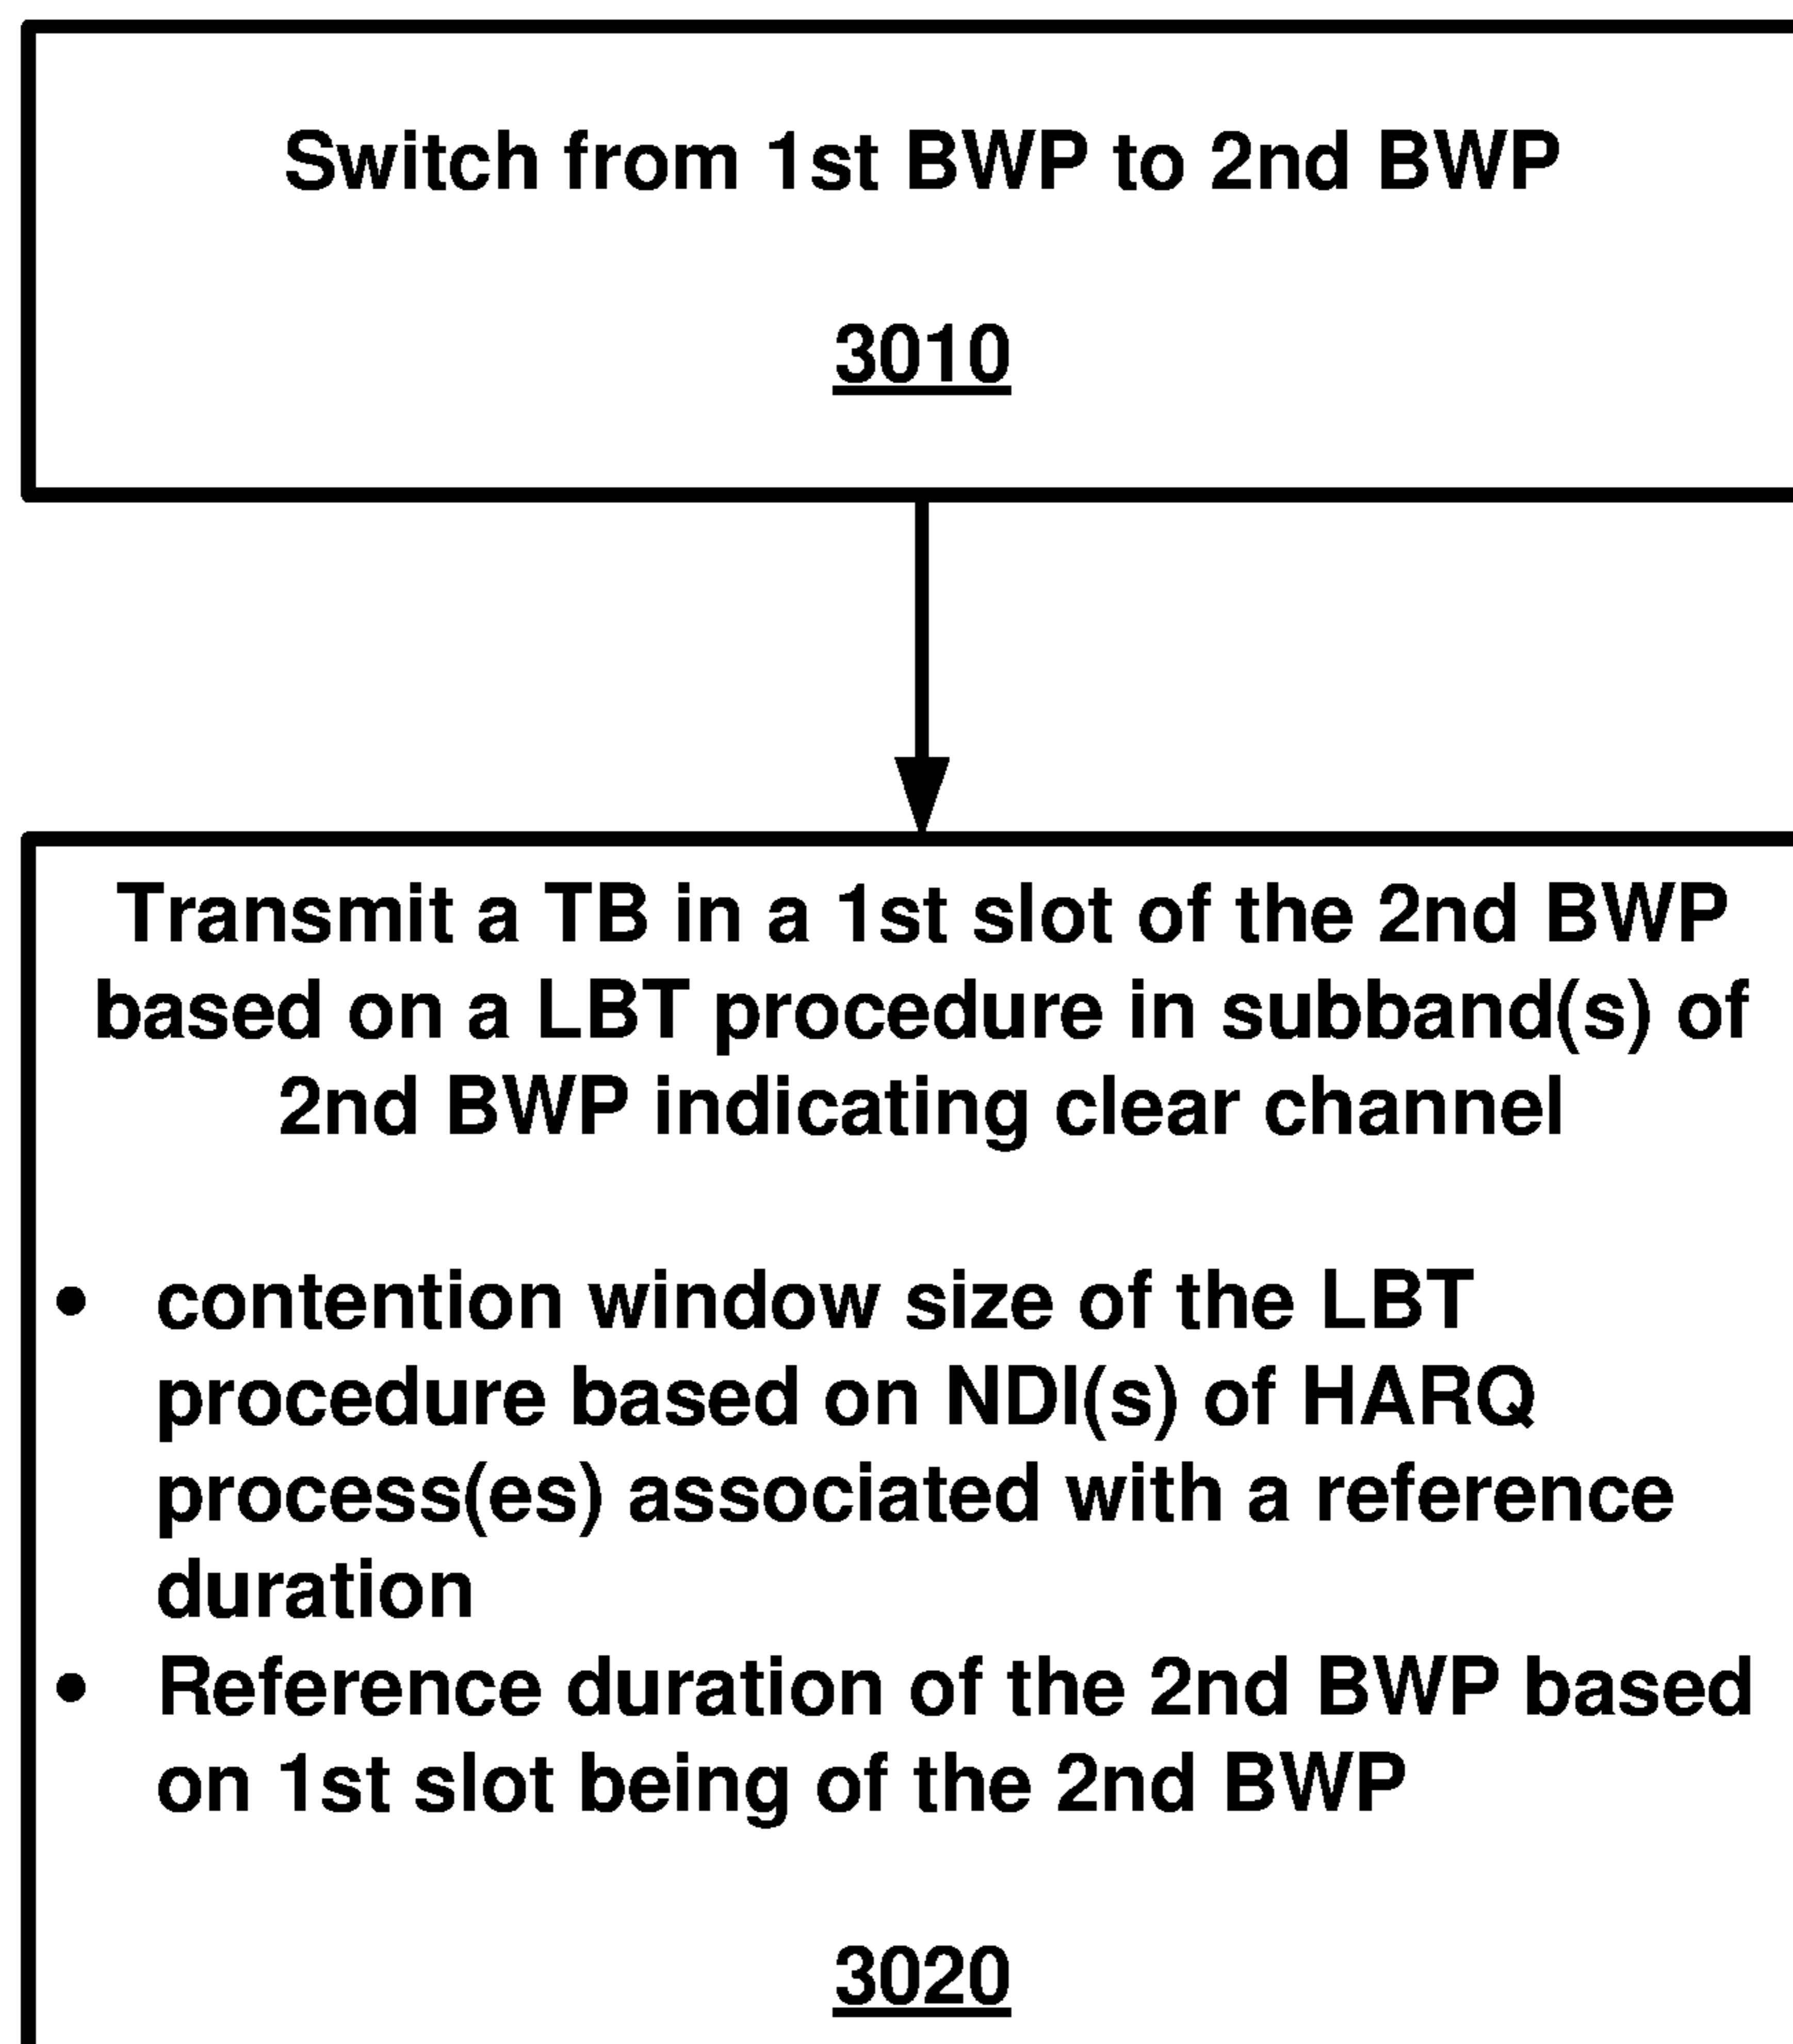 Switch from 1st BWP to 2nd BWP
3010
Transmit a TB in a 1st slot of the 2nd BWP
based on a LBT procedure in subband(s) of
2nd BWP indicating clear channel
• contention window size of the LBT
procedure based on NDI(s) of HARQ
process(es) associated with a reference
duration
• Reference duration of the 2nd BWP based
on 1st slot being of the 2nd BWP
3020